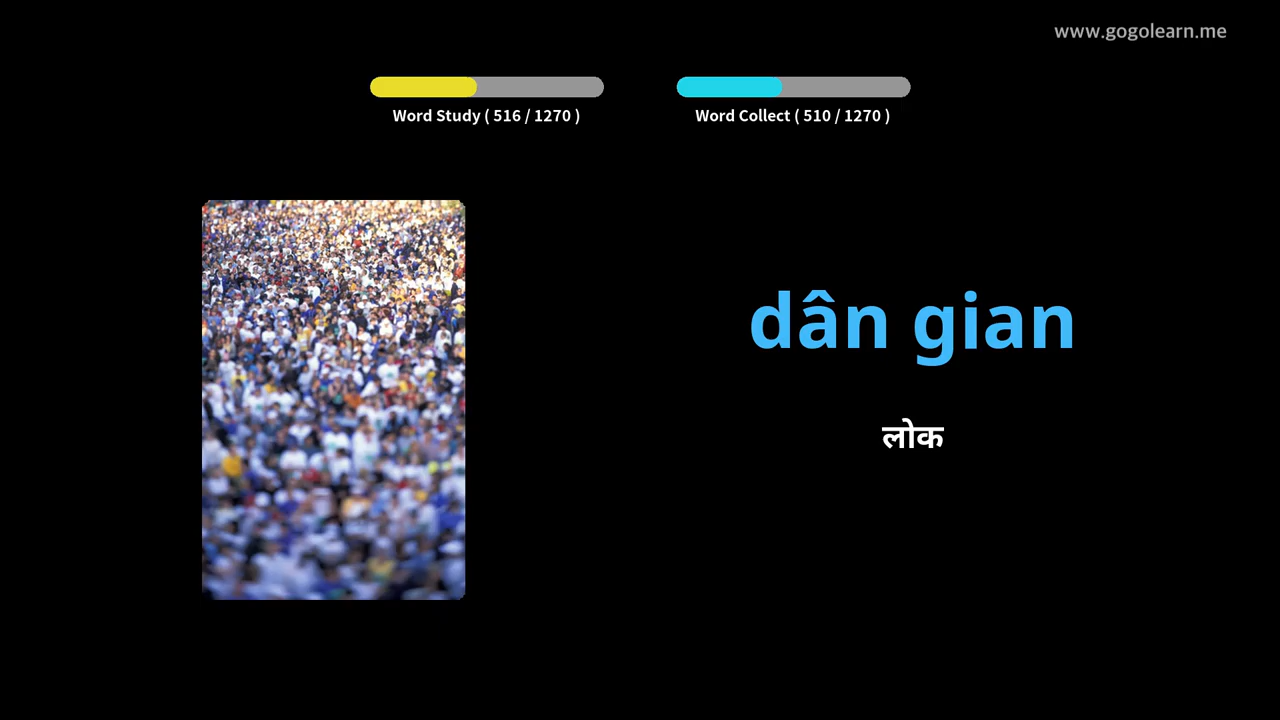 www.gogolearn.me
Word Study ( 516 / 1270 )
Word Collect ( 510 / 1270 )
dân gian
लोक